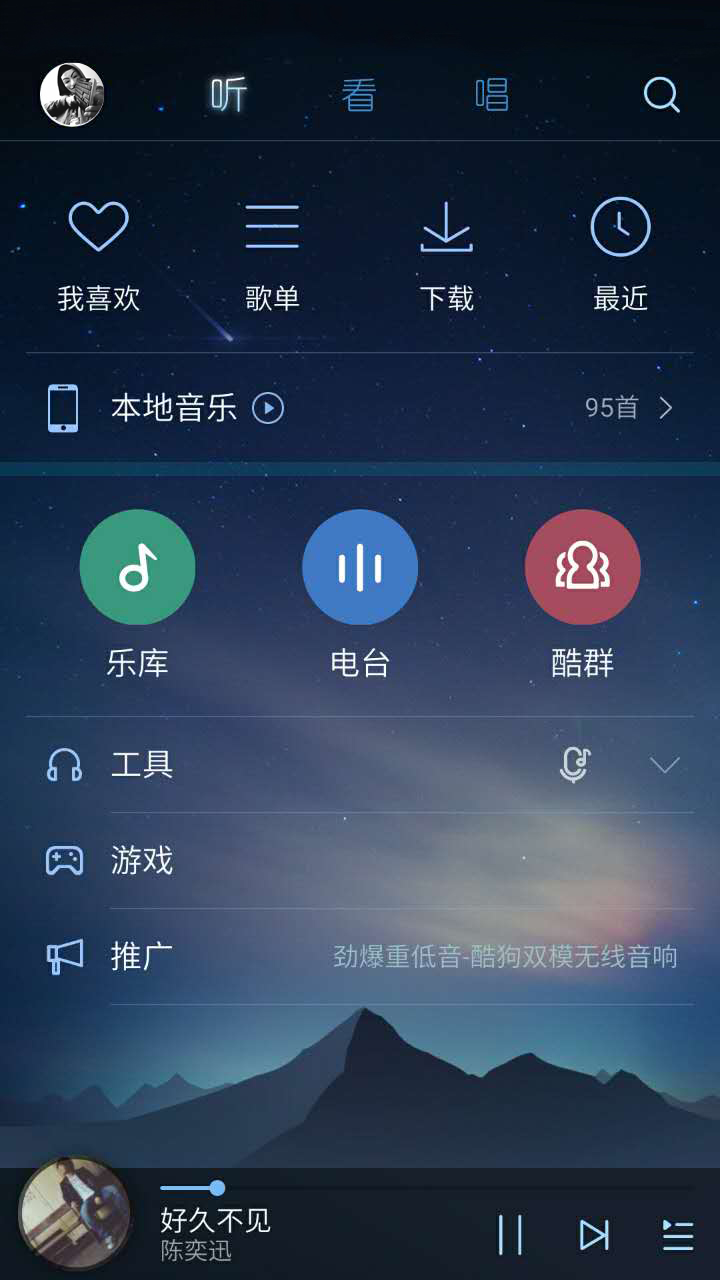 听 看 唱
我喜欢 歌单 下载 最近
本地音乐 95首
乐库 电台 酷群
工具
游戏
推广 劲爆重低音-酷狗双模无线音响
好久不见
陈奕迅